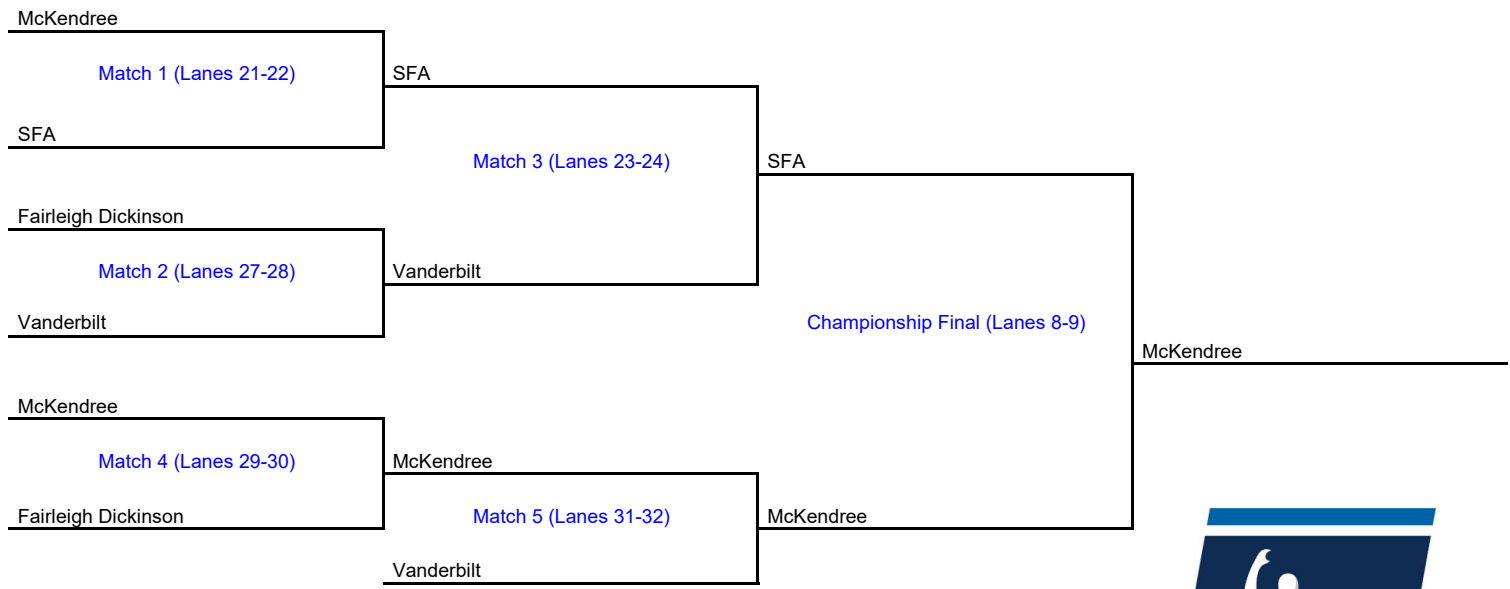 McKendree
Match 1 (Lanes 21-22)
SFA
SFA
Match 3 (Lanes 23-24)
SFA
Fairleigh Dickinson
Match 2 (Lanes 27-28)
Vanderbilt
Vanderbilt
Championship Final (Lanes 8-9)
McKendree
McKendree
Match 4 (Lanes 29-30)
McKendree
Fairleigh Dickinson
Match 5 (Lanes 31-32)
McKendree
Vanderbilt